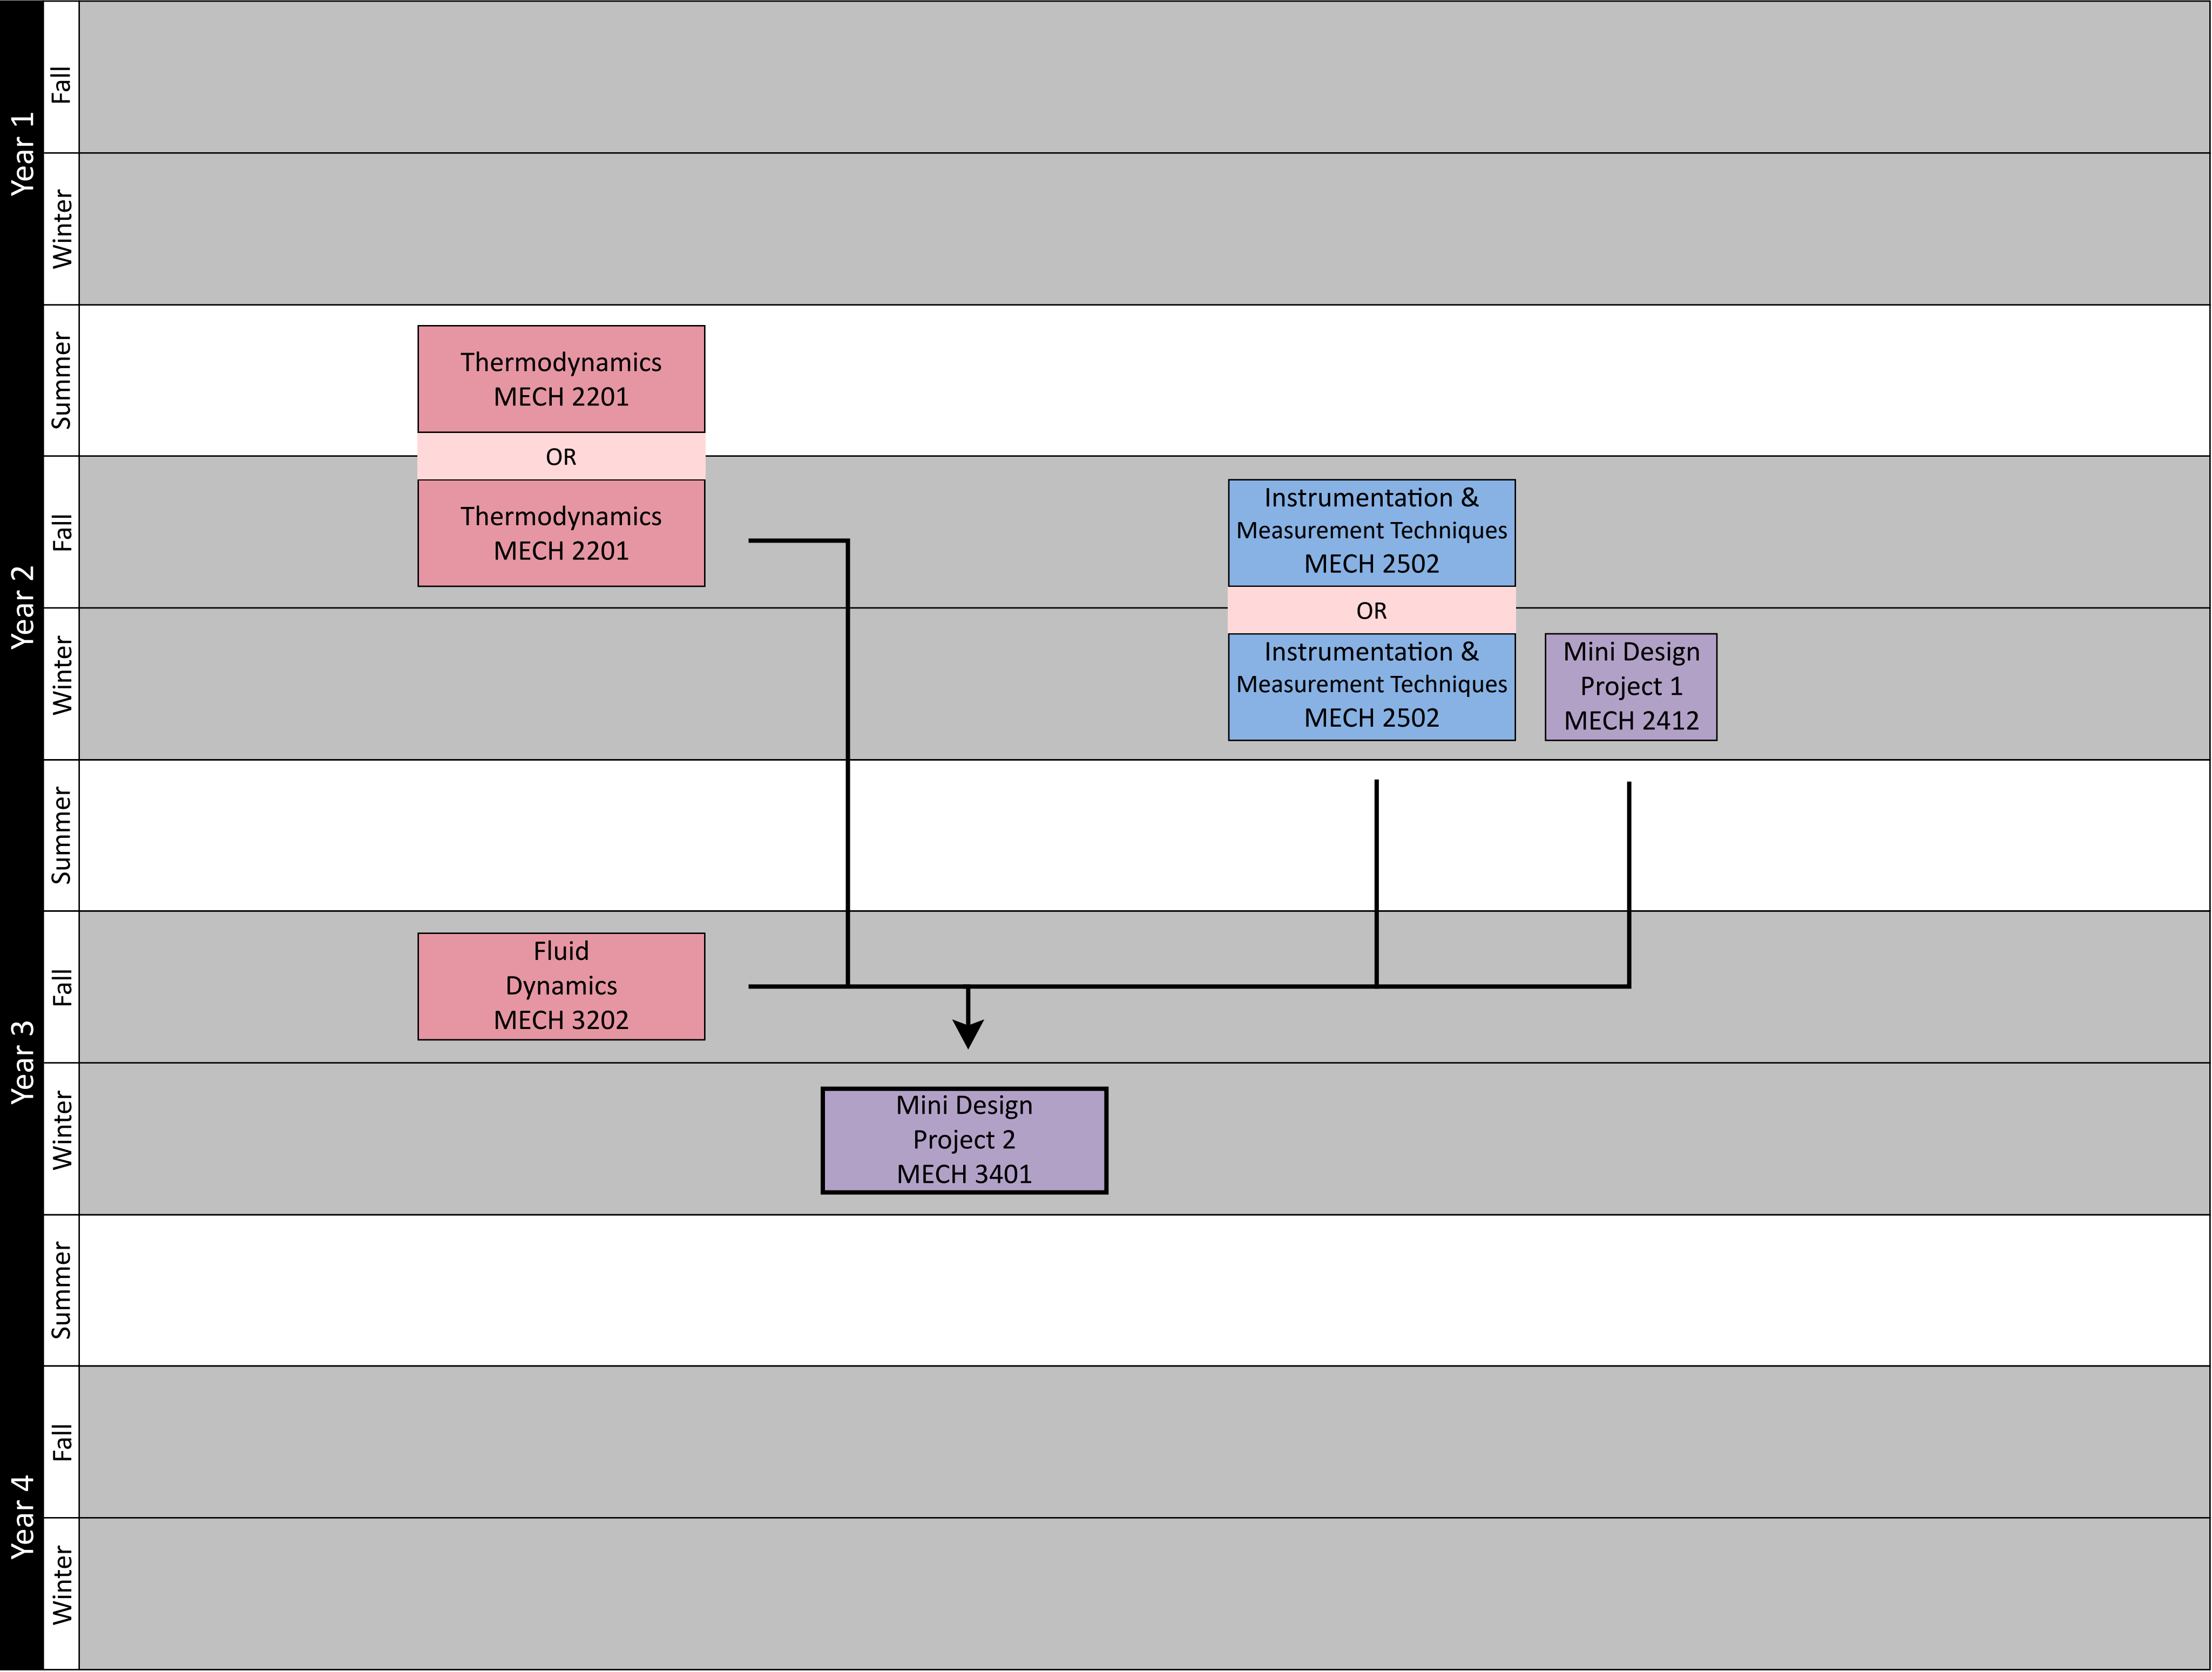 Year 1
Fall
Winter
Summer
Thermodynamics
MECH 2201
OR
Year 2
Fall
Thermodynamics
MECH 2201
Instrumentation &
Measurement Techniques
MECH 2502
OR
Winter
Instrumentation &
Measurement Techniques
MECH 2502
Mini Design
Project 1
MECH 2412
Summer
Year 3
Fall
Fluid
Dynamics
MECH 3202
Winter
Mini Design
Project 2
MECH 3401
Summer
Year 4
Fall
Winter